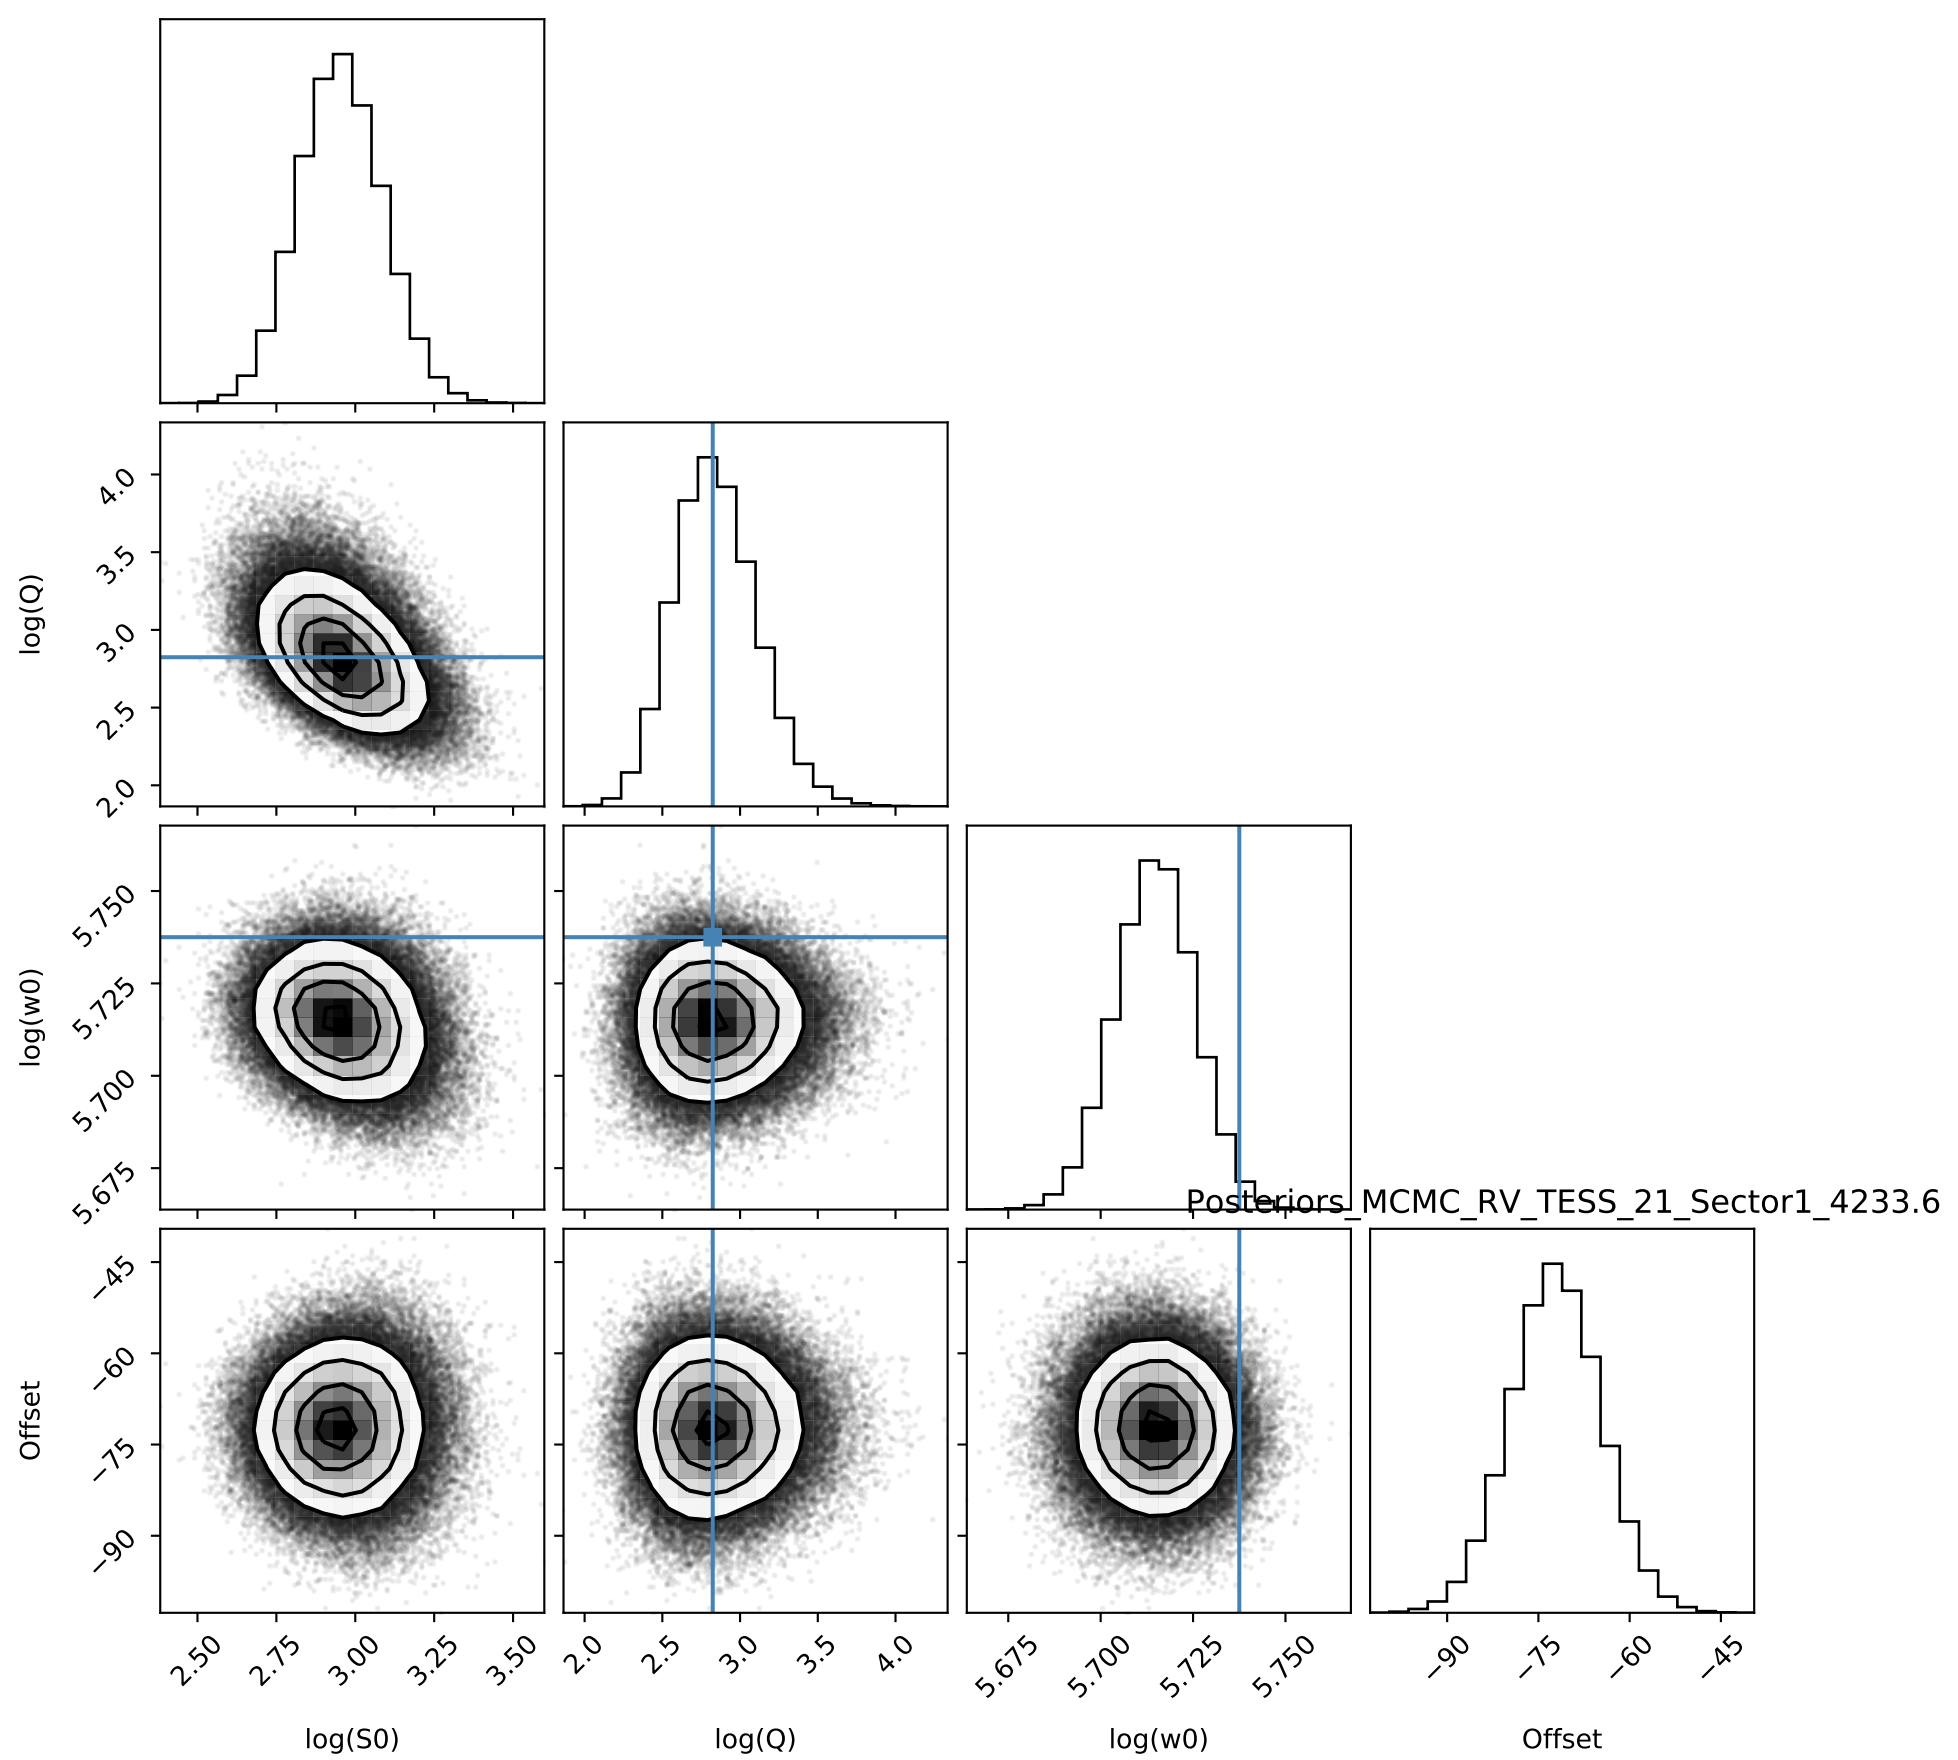 log(Q)
4.0
3.5
3.0
2.5
2.0
log(w0)
5.750
5.725
5.700
5.675
Posteriors_MCMC_RV_TESS_21_Sector1_4233.6
Offset
−45
−60
−75
−90
2.50 2.75 3.00 3.25 3.50 2.0 2.5 3.0 3.5 4.0 5.675 5.700 5.725 5.750 −90 −75 −60 −45
log(S0) log(Q) log(w0) Offset